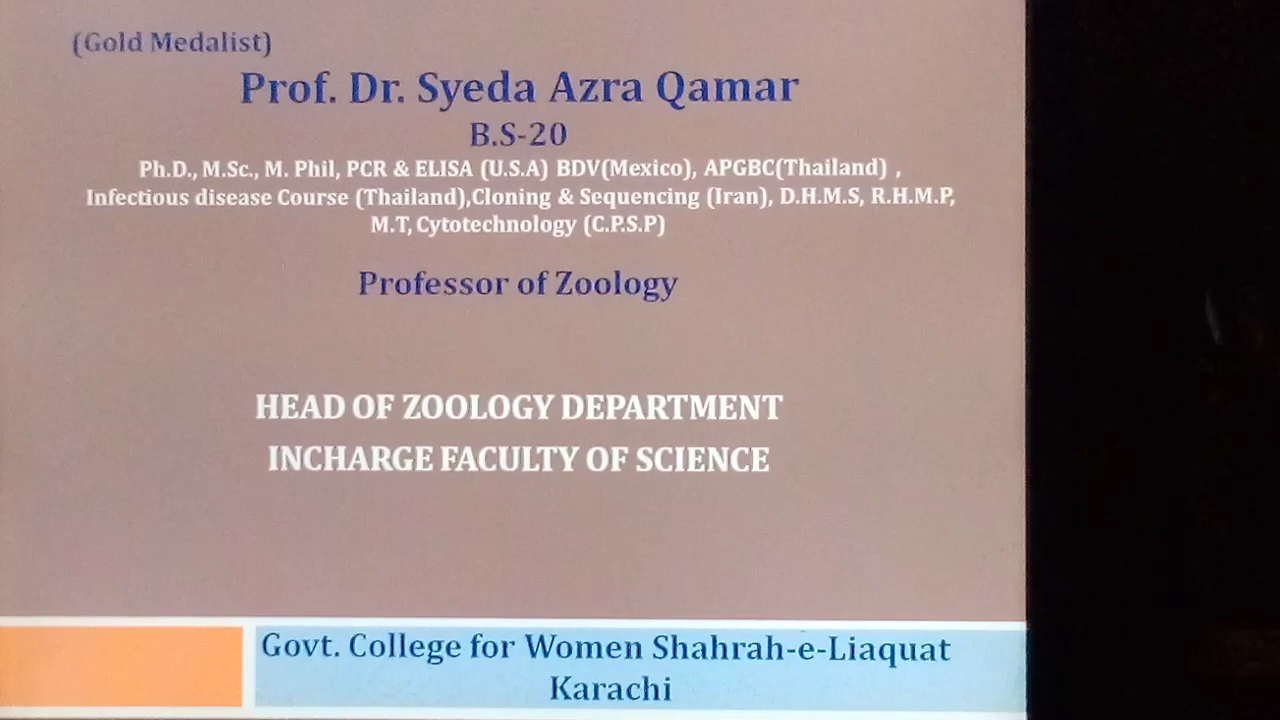 (Gold Medalist)
Prof. Dr. Syeda Azra Qamar
B.S-20
Ph.D., M.Sc., M. Phil, PCR & ELISA (U.S.A) BDV(Mexico), APGBC(Thailand) ,
Infectious disease Course (Thailand),Cloning & Sequencing (Iran), D.H.M.S, R.H.M.P,
M.T, Cytotechnology (C.P.S.P)
Professor of Zoology
HEAD OF ZOOLOGY DEPARTMENT
INCHARGE FACULTY OF SCIENCE
Govt. College for Women Shahrah-e-Liaquat
Karachi